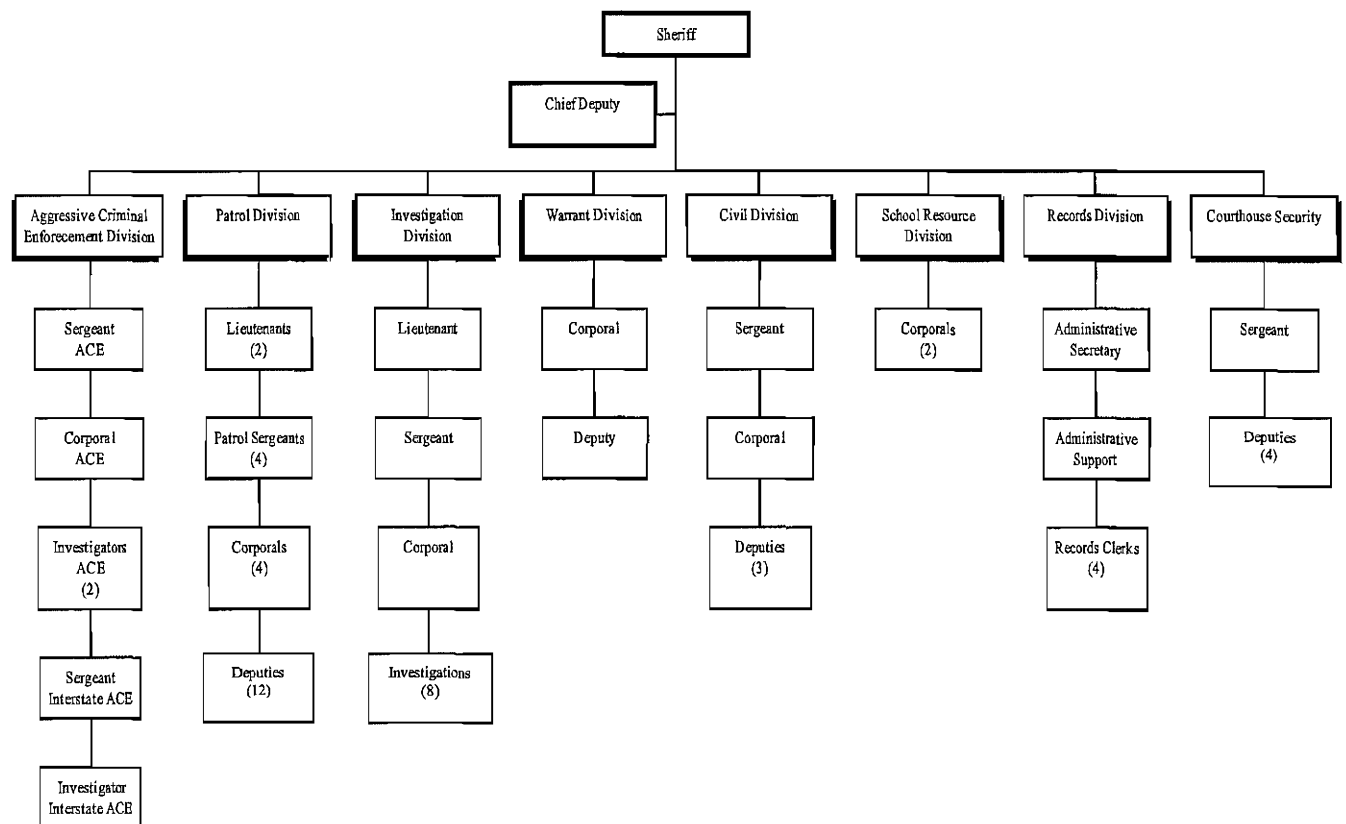 Sheriff
Chief Deputy
Aggressive Criminal
Enforecement Division
Patrol Division
Investigation
Division
Warrant Division
Civil Division
School Resource
Division
Records Division
Courthouse Security
Sergeant
ACE
Lieutenants
(2)
Lieutenant
Corporal
Sergeant
Corporals
(2)
Administrative
Secretary
Sergeant
Corporal
ACE
Patrol Sergeants
(4)
Sergeant
Deputy
Corporal
Administrative
Support
Deputies
(4)
Investigators
ACE
(2)
Corporals
(4)
Corporal
Deputies
(3)
Records Clerks
(4)
Sergeant
Interstate ACE
Deputies
(12)
Investigations
(8)
Investigator
Interstate ACE